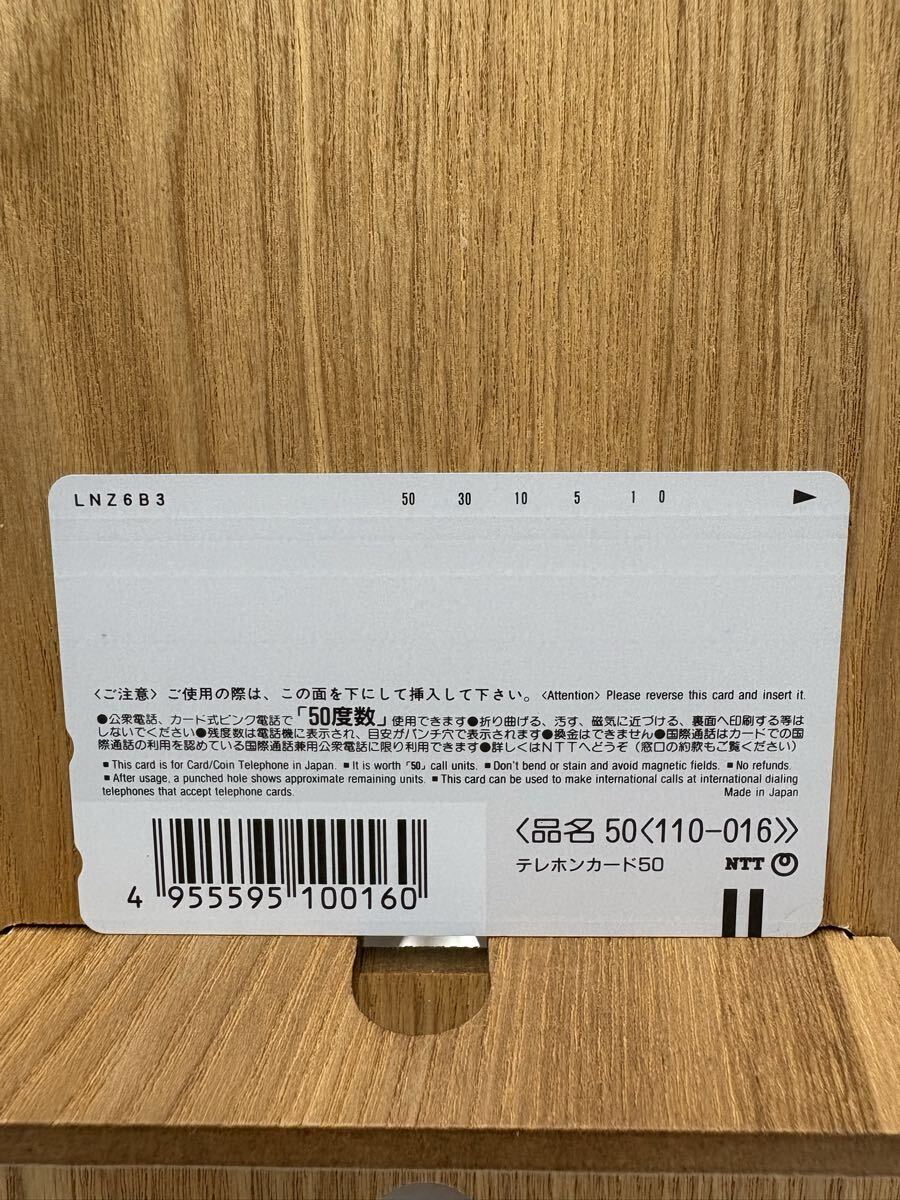 LNZ6B3 50 30 10 5 1 0
〈ご注意〉ご使用の際は、この面を下にして挿入して下さい。〈Attention〉Please reverse this card and insert it.
●公衆電話、カード式ピンク電話で「50度数」使用できます●折り曲げる、汚す、磁気に近づける、裏面へ印刷する等は
しないでください●残度数は電話機に表示され、目安がパンチ穴で表示されます●換金はできません●国際通話はカードでの国
際通話の利用を認めている国際通話兼用公衆電話に限り利用できます●詳しくはNTTへどうぞ（窓口の約款もご覧ください）
■ This card is for Card/Coin Telephone in Japan. ■ It is worth「50」call units. ■ Don't bend or stain and avoid magnetic fields. ■ No refunds.
■ After usage, a punched hole shows approximate remaining units. ■ This card can be used to make international calls at international dialing
telephones that accept telephone cards. Made in Japan
〈品名 50〈110-016〉〉
テレホンカード50 NTT
4 955595 100160